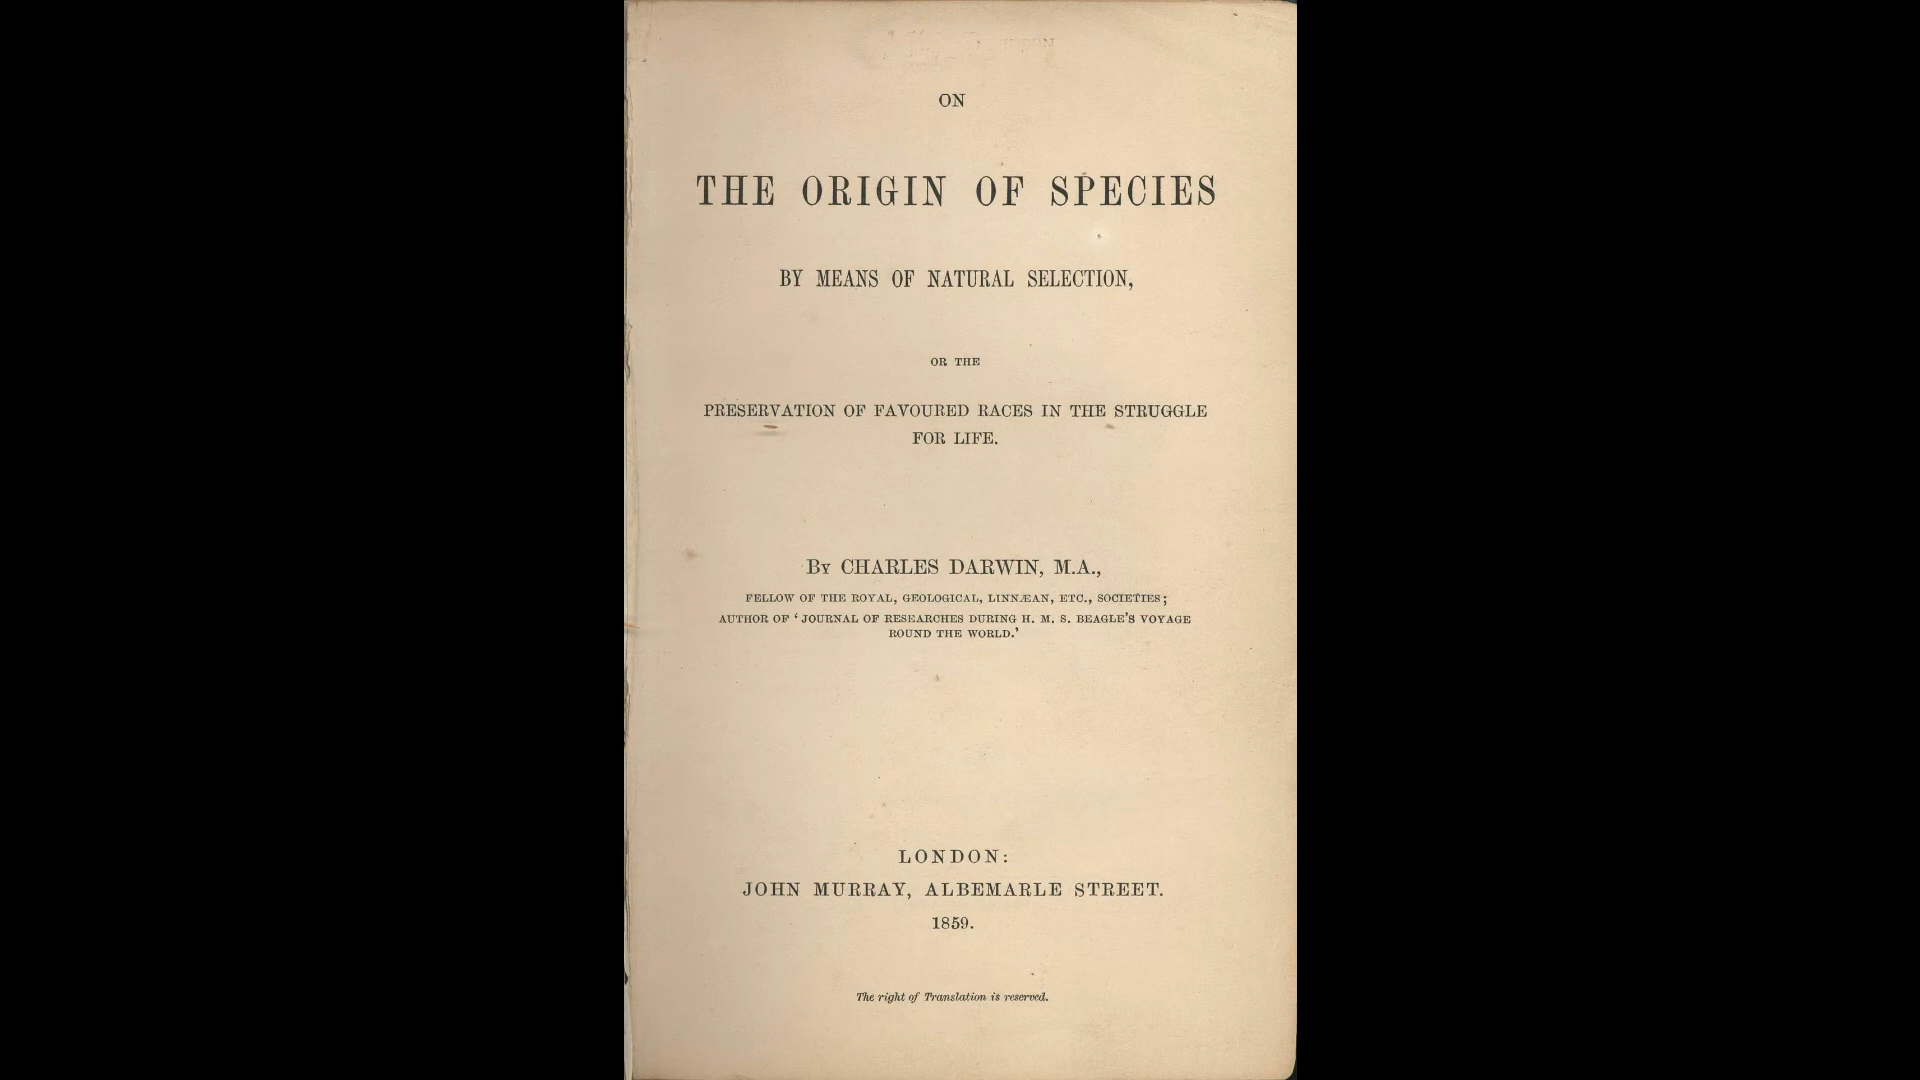 ON
THE ORIGIN OF SPECIES
BY MEANS OF NATURAL SELECTION,
OR THE
PRESERVATION OF FAVOURED RACES IN THE STRUGGLE
FOR LIFE.
By CHARLES DARWIN, M.A.,
FELLOW OF THE ROYAL, GEOLOGICAL, LINNÆAN, ETC., SOCIETIES;
AUTHOR OF ‘JOURNAL OF RESEARCHES DURING H. M. S. BEAGLE’S VOYAGE
ROUND THE WORLD.’
LONDON:
JOHN MURRAY, ALBEMARLE STREET.
1859.
The right of Translation is reserved.